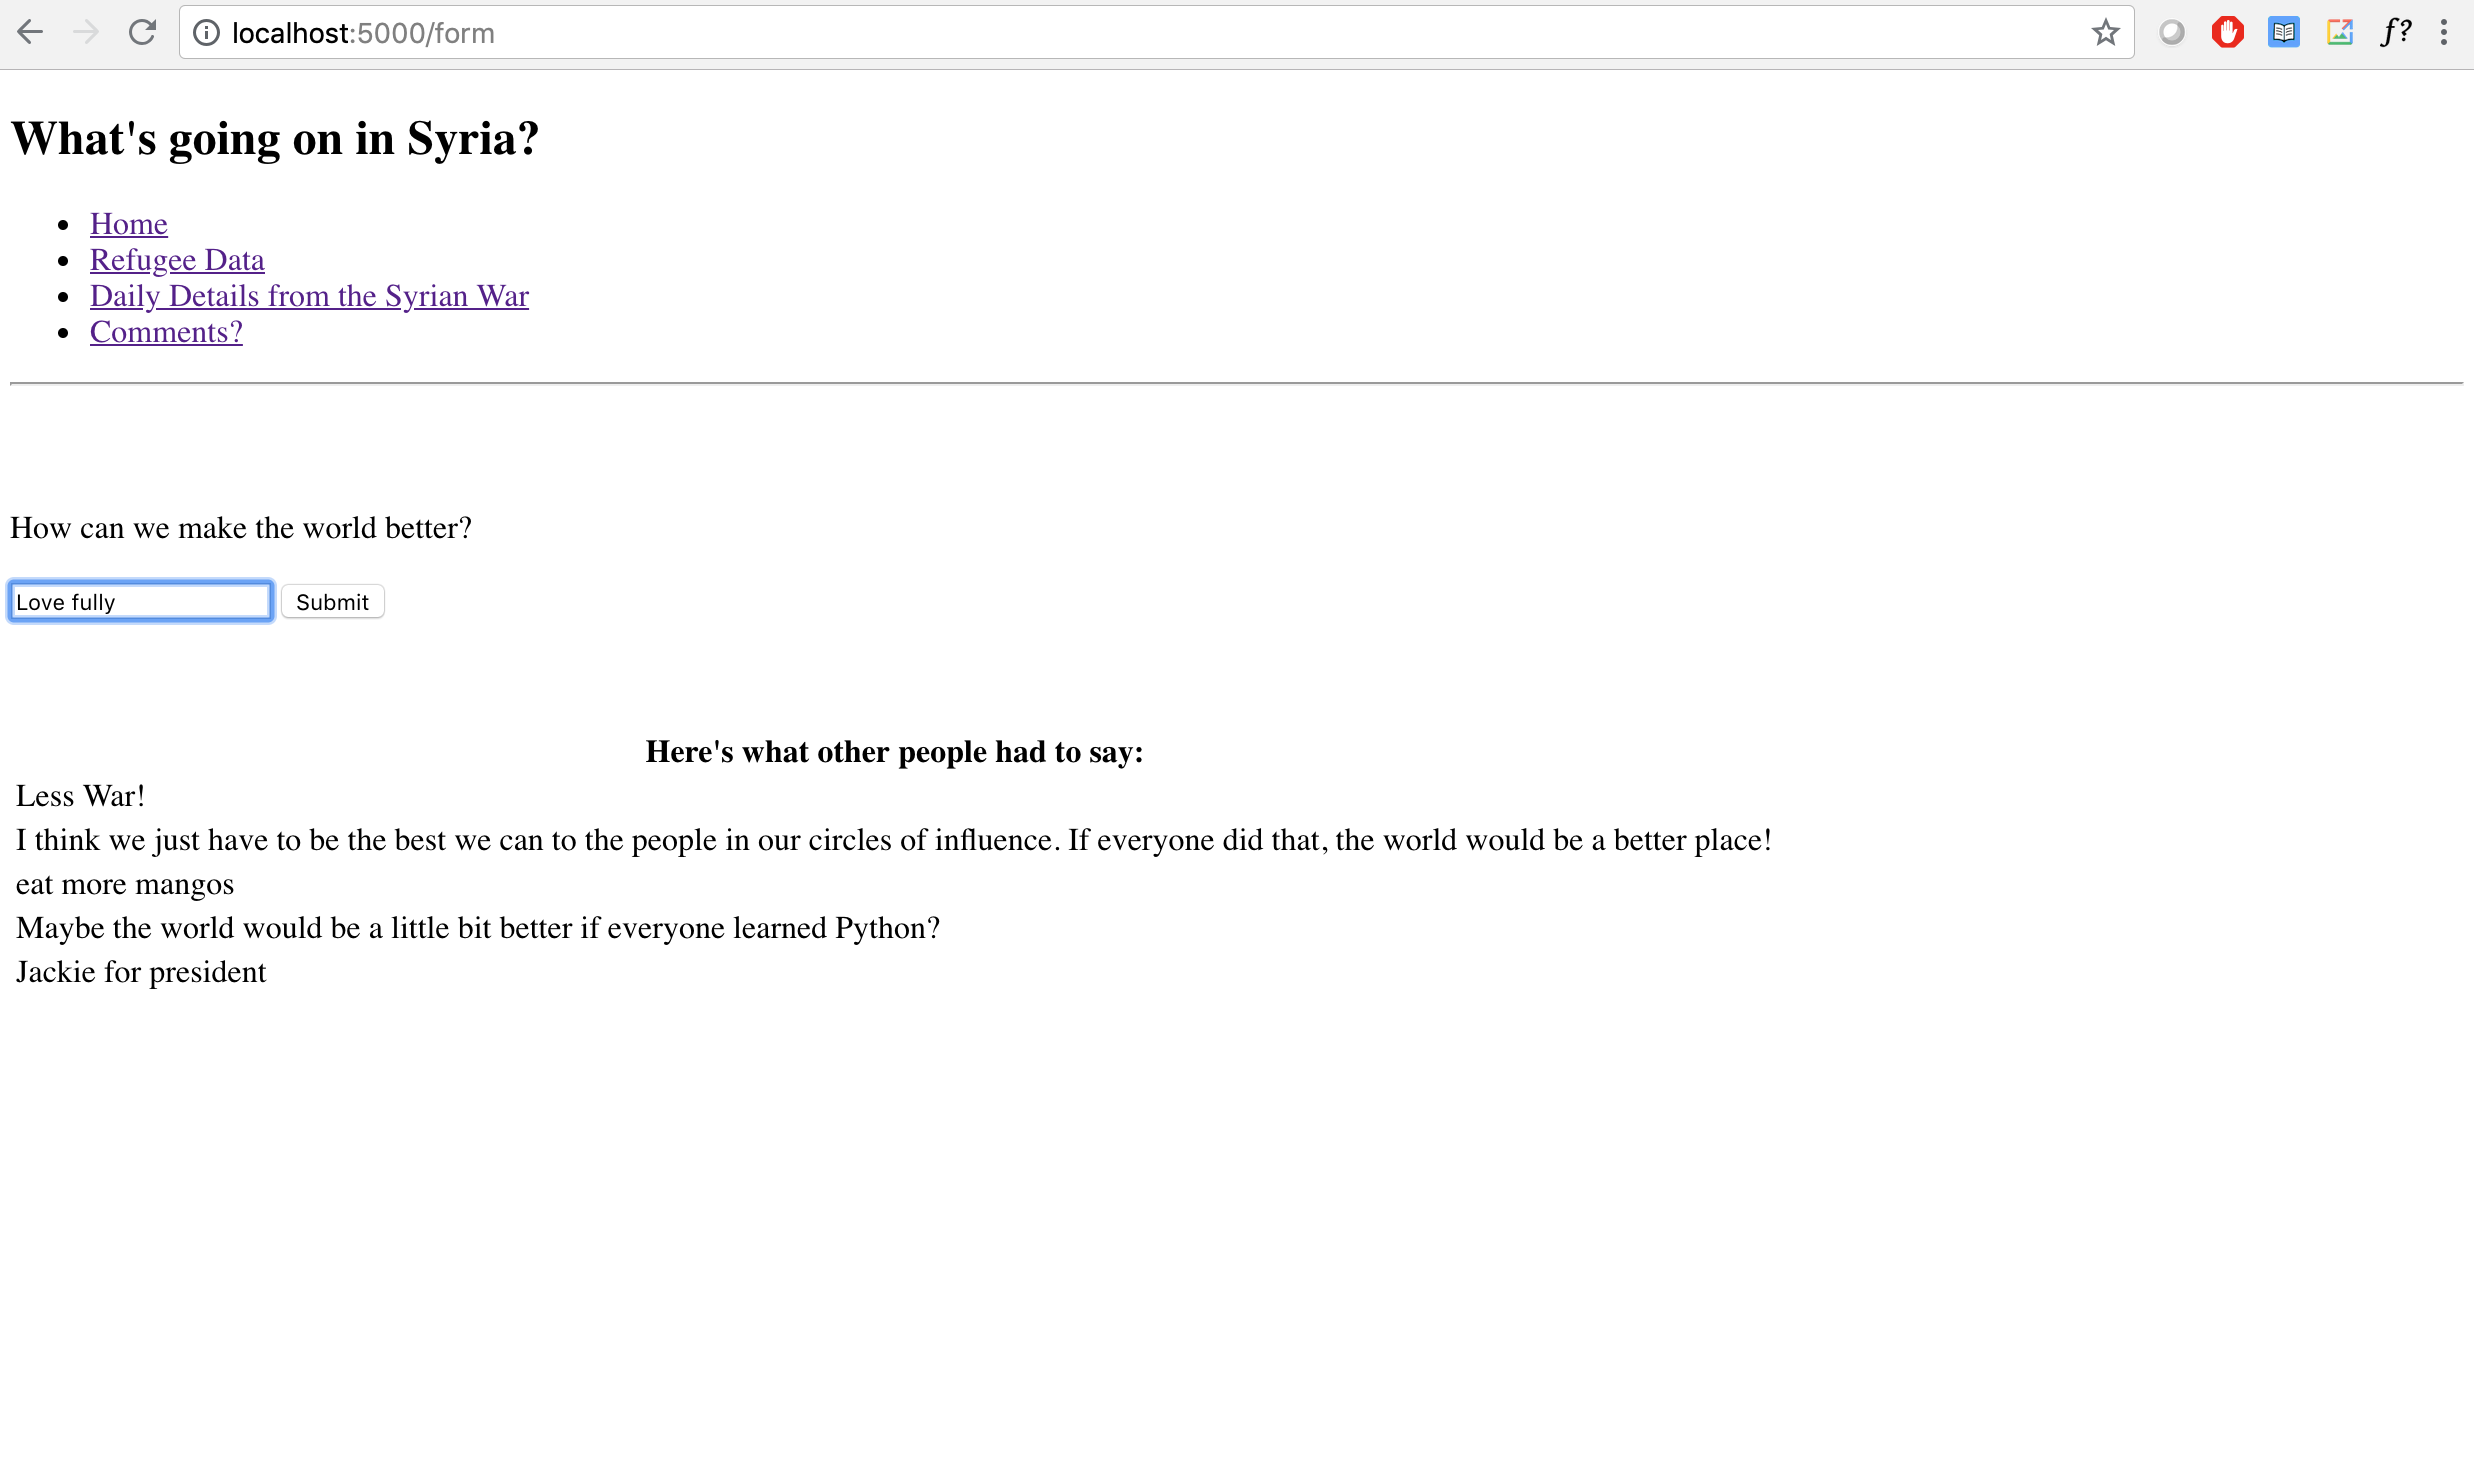 localhost:5000/form
f?
What's going on in Syria?
Home
Refugee Data
Daily Details from the Syrian War
Comments?
How can we make the world better?
Love fully Submit
Here's what other people had to say:
Less War!
I think we just have to be the best we can to the people in our circles of influence. If everyone did that, the world would be a better place!
eat more mangos
Maybe the world would be a little bit better if everyone learned Python?
Jackie for president